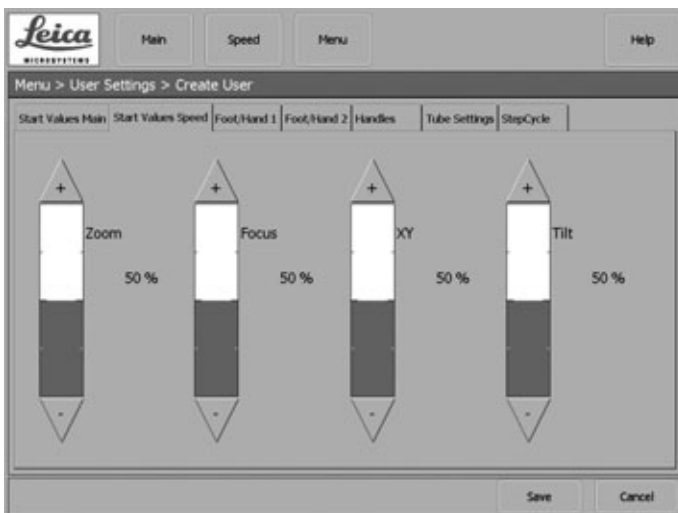 Leica
MICROSYSTEMS
Main Speed Menu Help
Menu > User Settings > Create User
Start Values Main Start Values Speed Foot/Hand 1 Foot/Hand 2 Handles Tube Settings StepCycle
+ + + +
Zoom Focus XY Tilt
50 % 50 % 50 % 50 %
- - - -
Save Cancel